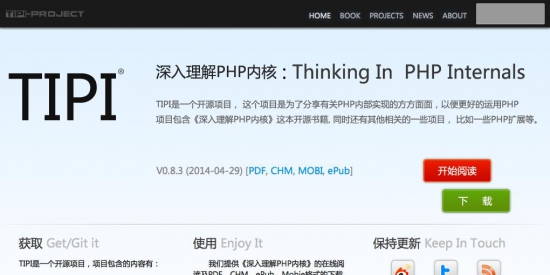 TIPI-PROJECT
HOME BOOK PROJECTS NEWS ABOUT
TIPI®
深入理解PHP内核：Thinking In PHP Internals
TIPI是一个开源项目，这个项目是为了分享有关PHP内部实现的方方面面，以便更好的运用PHP
项目包含《深入理解PHP内核》这本开源书籍, 同时还有其他相关的一些项目， 比如一些PHP扩展等。
V0.8.3 (2014-04-29) [PDF, CHM, MOBI, ePub]
开始阅读
下 载
获取 Get/Git it
使用 Enjoy It
保持更新 Keep In Touch
TIPI是一个开源项目，项目包含的内容有：
我们提供《深入理解PHP内核》的在线阅
读及PDF、CHM、ePub、Mobie格式的下载